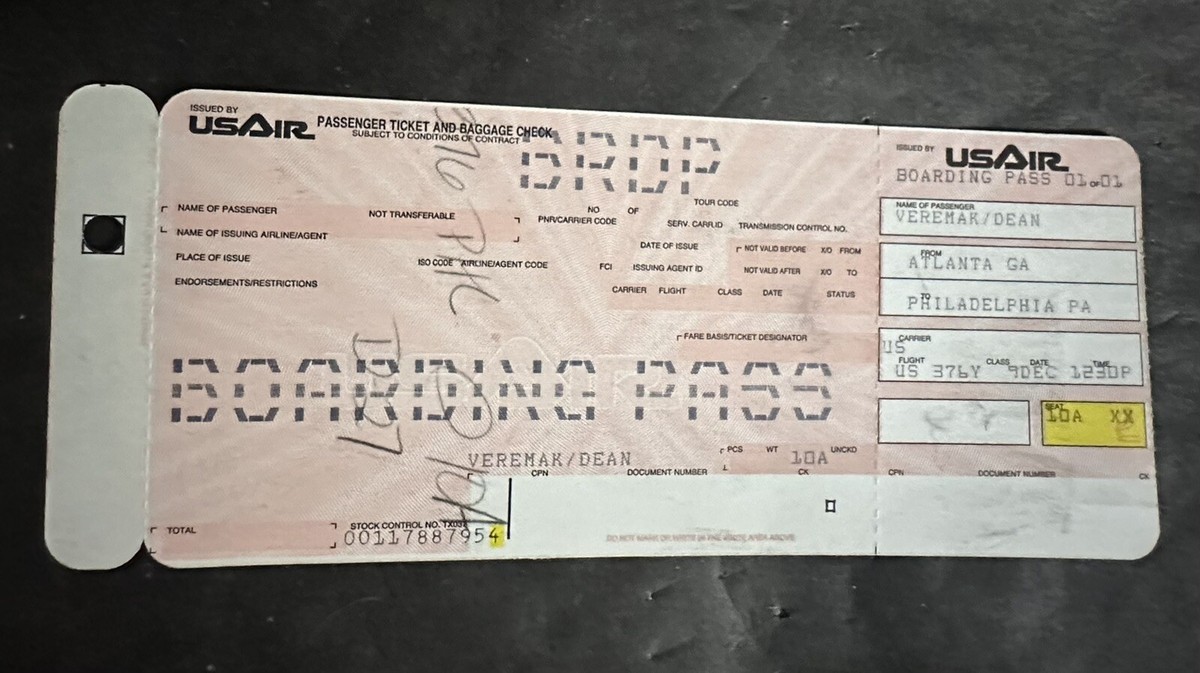 ISSUED BY
USAIR PASSENGER TICKET AND BAGGAGE CHECK
SUBJECT TO CONDITIONS OF CONTRACT
BRDP
NAME OF PASSENGER NOT TRANSFERABLE
NO OF
TOUR CODE
PNR/CARRIER CODE SERV. CARR.ID TRANSMISSION CONTROL NO.
NAME OF ISSUING AIRLINE/AGENT
DATE OF ISSUE NOT VALID BEFORE X/O FROM
PLACE OF ISSUE ISO CODE AIRLINE/AGENT CODE FCI ISSUING AGENT ID NOT VALID AFTER X/O TO
ENDORSEMENTS/RESTRICTIONS
CARRIER FLIGHT CLASS DATE STATUS
FARE BASIS/TICKET DESIGNATOR
BOARDING PASS
376 PHL
D27
10A
VEREMAK/DEAN
PCS WT UNCKD
10A
CPN DOCUMENT NUMBER CK
TOTAL
STOCK CONTROL NO.
00117887954
DO NOT MARK OR WRITE IN THE WHITE AREA ABOVE
ISSUED BY
USAIR
BOARDING PASS 01 OF 01
NAME OF PASSENGER
VEREMAK/DEAN
FROM
ATLANTA GA
TO
PHILADELPHIA PA
CARRIER
US
FLIGHT CLASS DATE TIME
US 376Y 9DEC 1230P
SEAT
10A XX
CPN DOCUMENT NUMBER CK